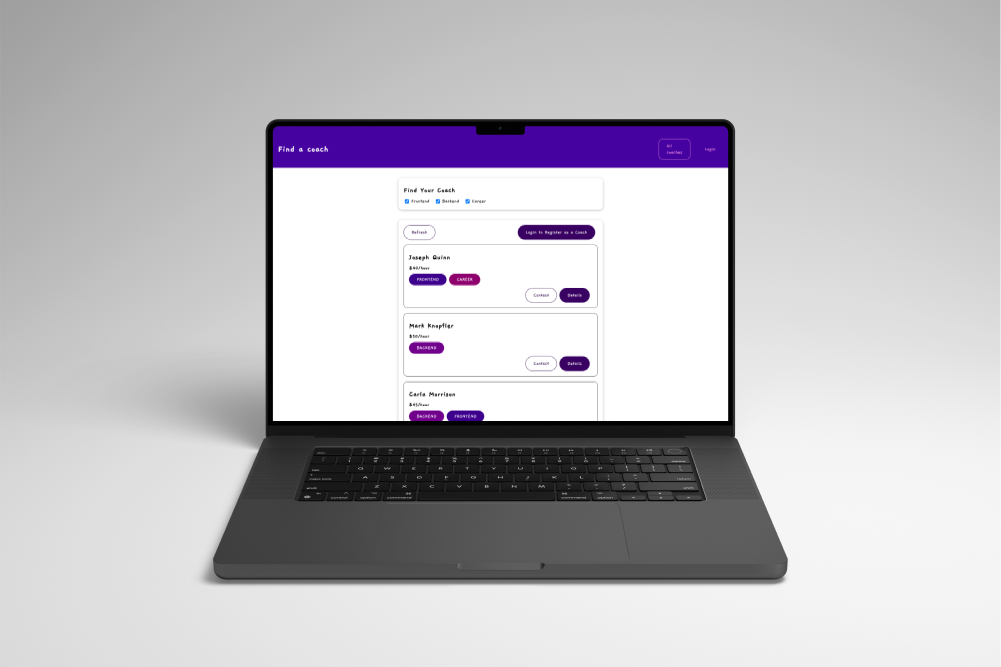 Find a coach
All
coaches
Login
Find Your Coach
Frontend Backend Career
Refresh
Login to Register as a Coach
Joseph Quinn
$40/hour
FRONTEND CAREER
Contact Details
Mark Knopfler
$50/hour
BACKEND
Contact Details
Carla Morrison
$45/hour
BACKEND FRONTEND
Q W E R T Y U I O P
A S D F G H J K L
Z X C V B N M